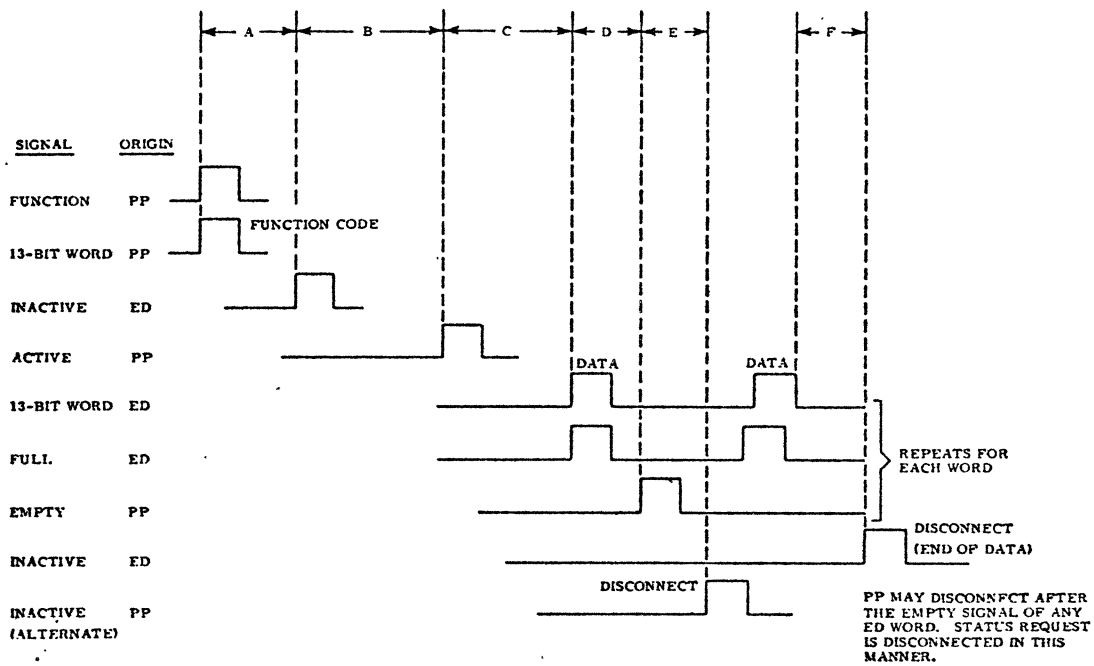 A B C D E F
SIGNAL ORIGIN
FUNCTION PP
FUNCTION CODE
13-BIT WORD PP
INACTIVE ED
ACTIVE PP
DATA DATA
13-BIT WORD ED
FULL ED
REPEATS FOR
EACH WORD
EMPTY PP
DISCONNECT
(END OF DATA)
INACTIVE ED
DISCONNECT
INACTIVE PP
(ALTERNATE)
PP MAY DISCONNECT AFTER
THE EMPTY SIGNAL OF ANY
ED WORD. STATUS REQUEST
IS DISCONNECTED IN THIS
MANNER.